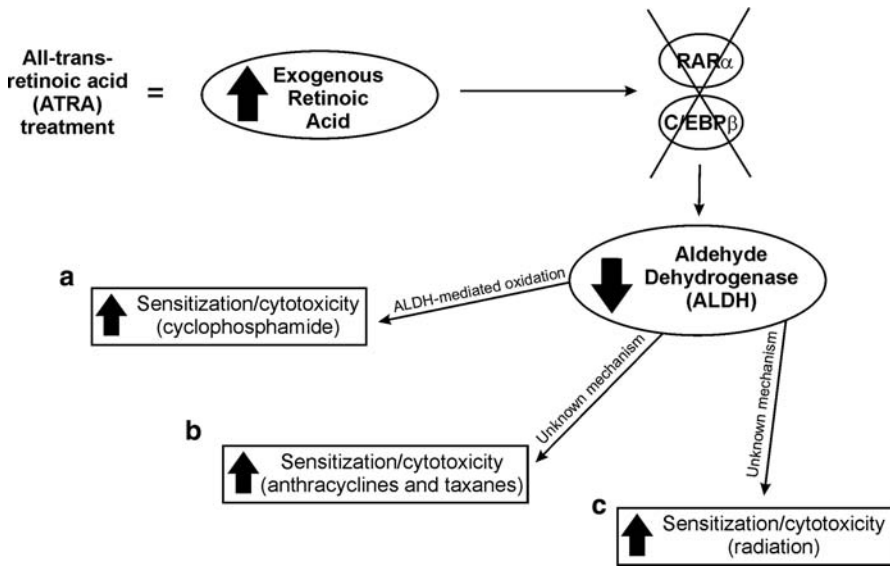 All-trans-
retinoic acid
(ATRA)
treatment
=
Exogenous
Retinoic
Acid
RARα
C/EBPβ
Aldehyde
Dehydrogenase
(ALDH)
a
ALDH-mediated oxidation
Sensitization/cytotoxicity
(cyclophosphamide)
b
Unknown mechanism
Sensitization/cytotoxicity
(anthracyclines and taxanes)
Unknown mechanism
c
Sensitization/cytotoxicity
(radiation)